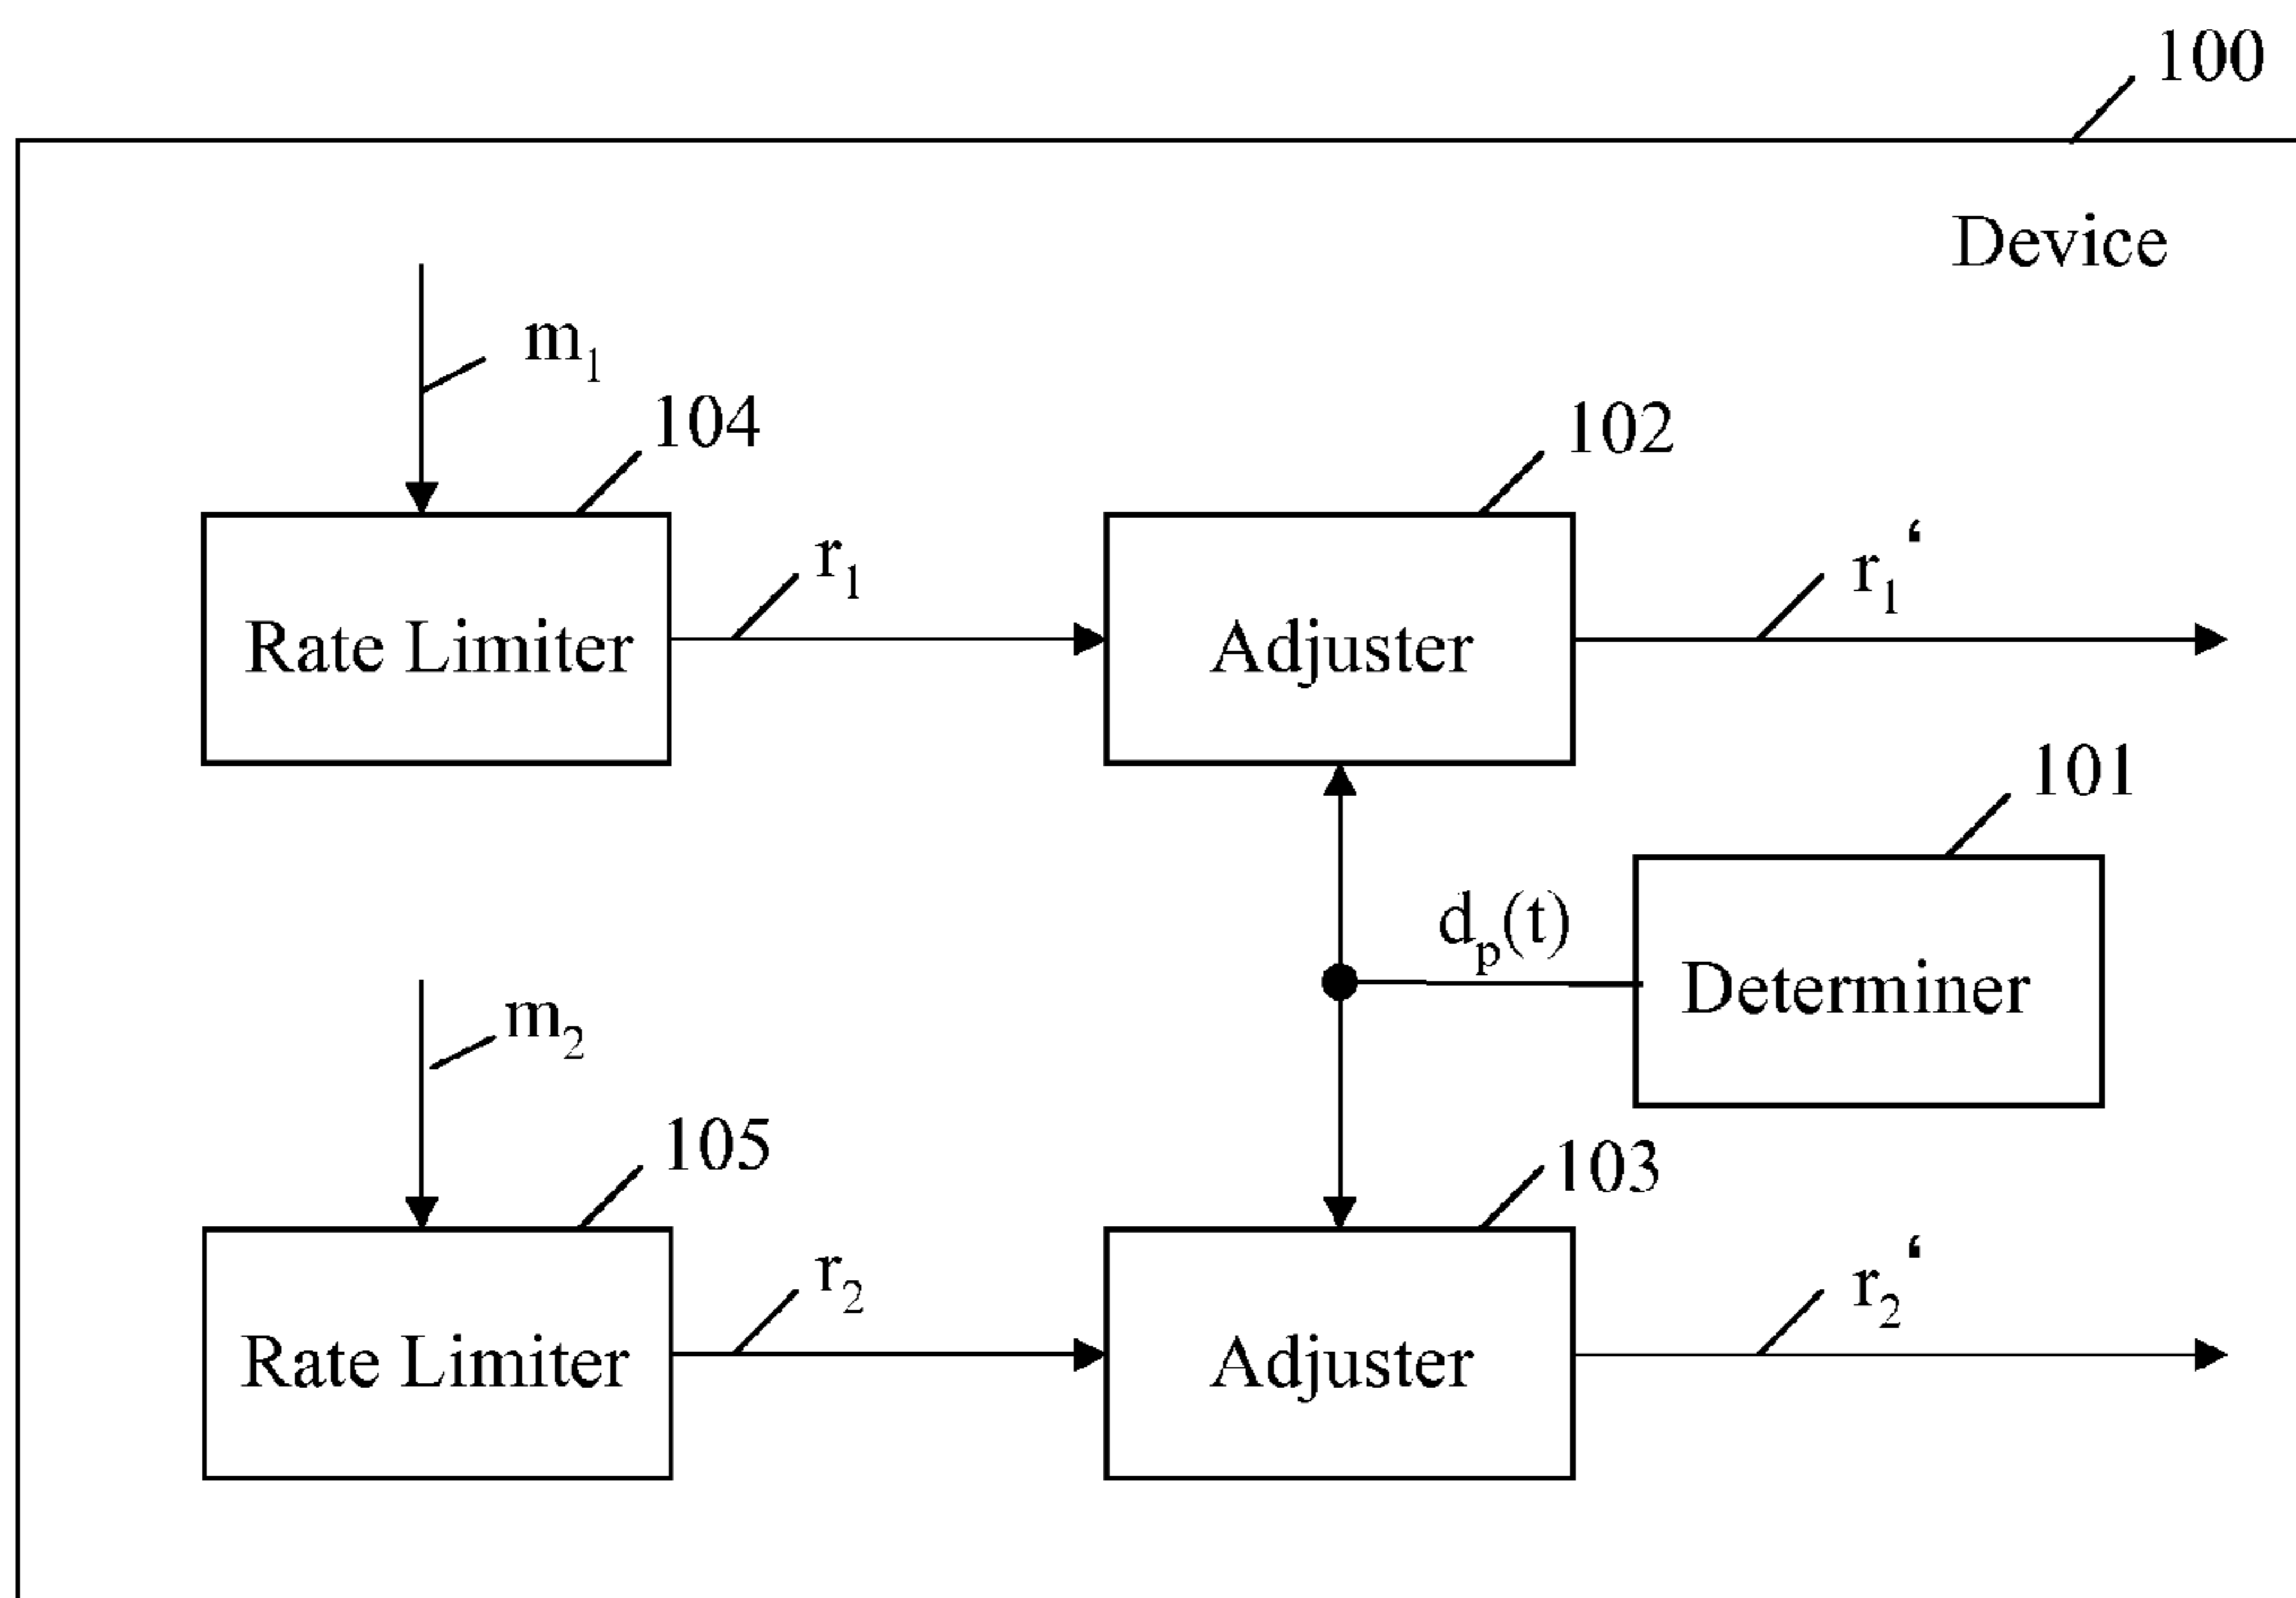 100
Device
m₁
104
102
r₁
r₁‘
Rate Limiter
Adjuster
101
dₚ(t)
Determiner
m₂
105
103
r₂
r₂‘
Rate Limiter
Adjuster